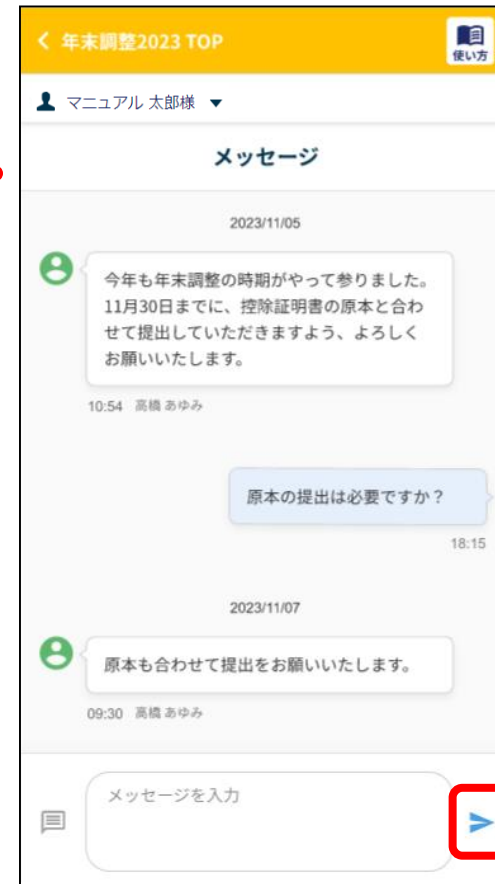 年末調整2023 TOP
使い方
マニュアル 太郎様
メッセージ
2023/11/05
今年も年末調整の時期がやって参りました。
11月30日までに、控除証明書の原本と合わ
せて提出していただきますよう、よろしく
お願いいたします。
10:54 高橋 あゆみ
原本の提出は必要ですか？
18:15
2023/11/07
原本も合わせて提出をお願いいたします。
09:30 高橋 あゆみ
メッセージを入力